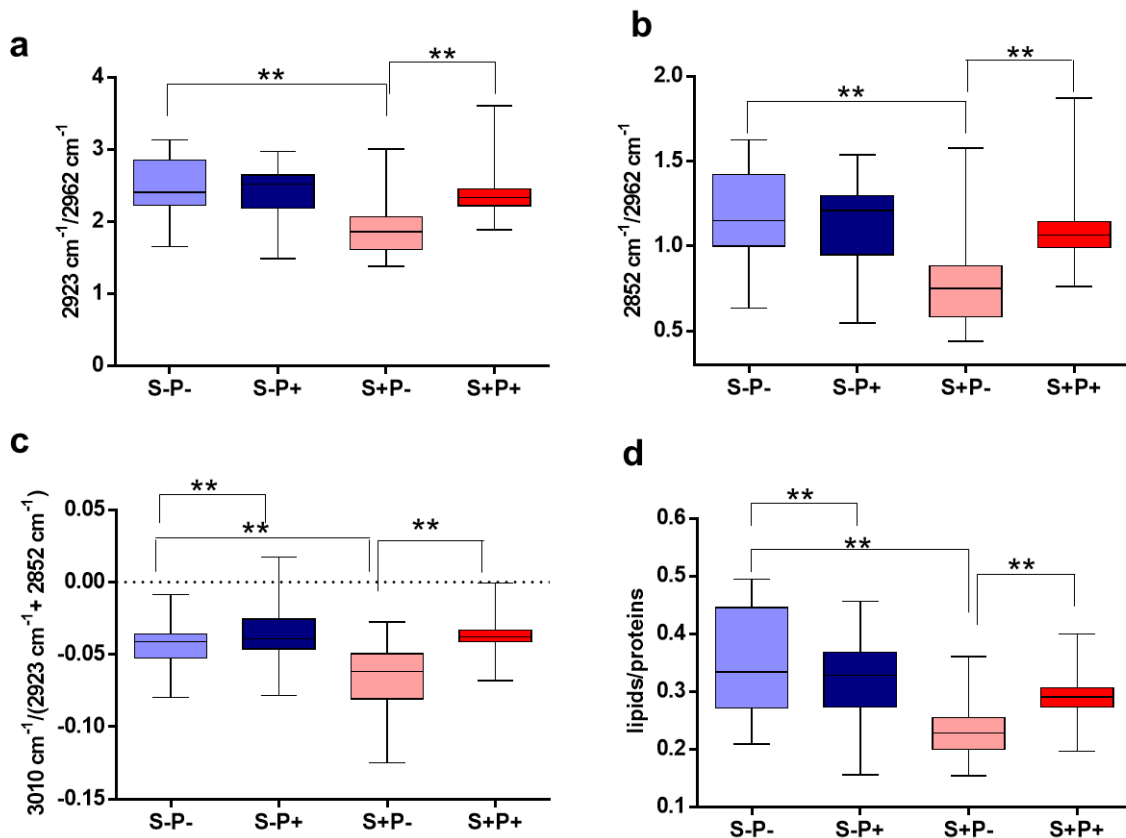 a
**
**
4
3
2
1
0
2923 cm⁻¹/2962 cm⁻¹
S-P-
S-P+
S+P-
S+P+
b
**
**
2.0
1.5
1.0
0.5
2852 cm⁻¹/2962 cm⁻¹
S-P-
S-P+
S+P-
S+P+
c
**
**
**
0.05
0.00
-0.05
-0.10
-0.15
3010 cm⁻¹/(2923 cm⁻¹+ 2852 cm⁻¹)
S-P-
S-P+
S+P-
S+P+
d
**
**
**
0.6
0.5
0.4
0.3
0.2
0.1
lipids/proteins
S-P-
S-P+
S+P-
S+P+